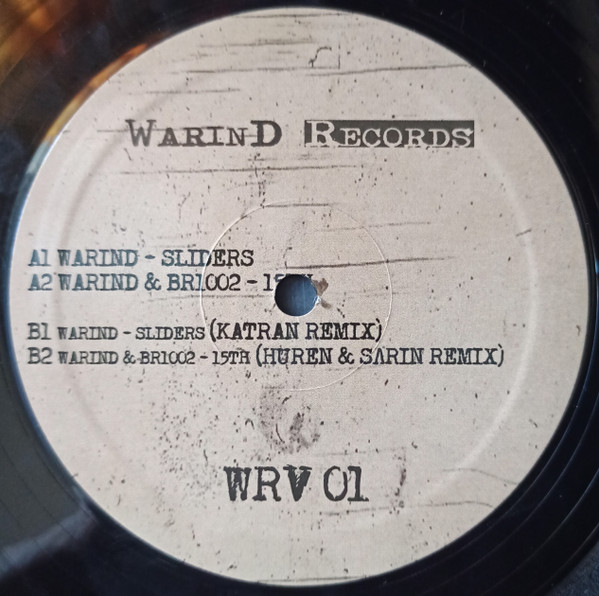 WARIND RECORDS
A1 WARIND - SLIDERS
A2 WARIND & BR1002 -
B1 WARIND - SLIDERS (KATRAN REMIX)
B2 WARIND & BR1002 - 15TH (HUREN & SΛRIN REMIX)
WRV 01